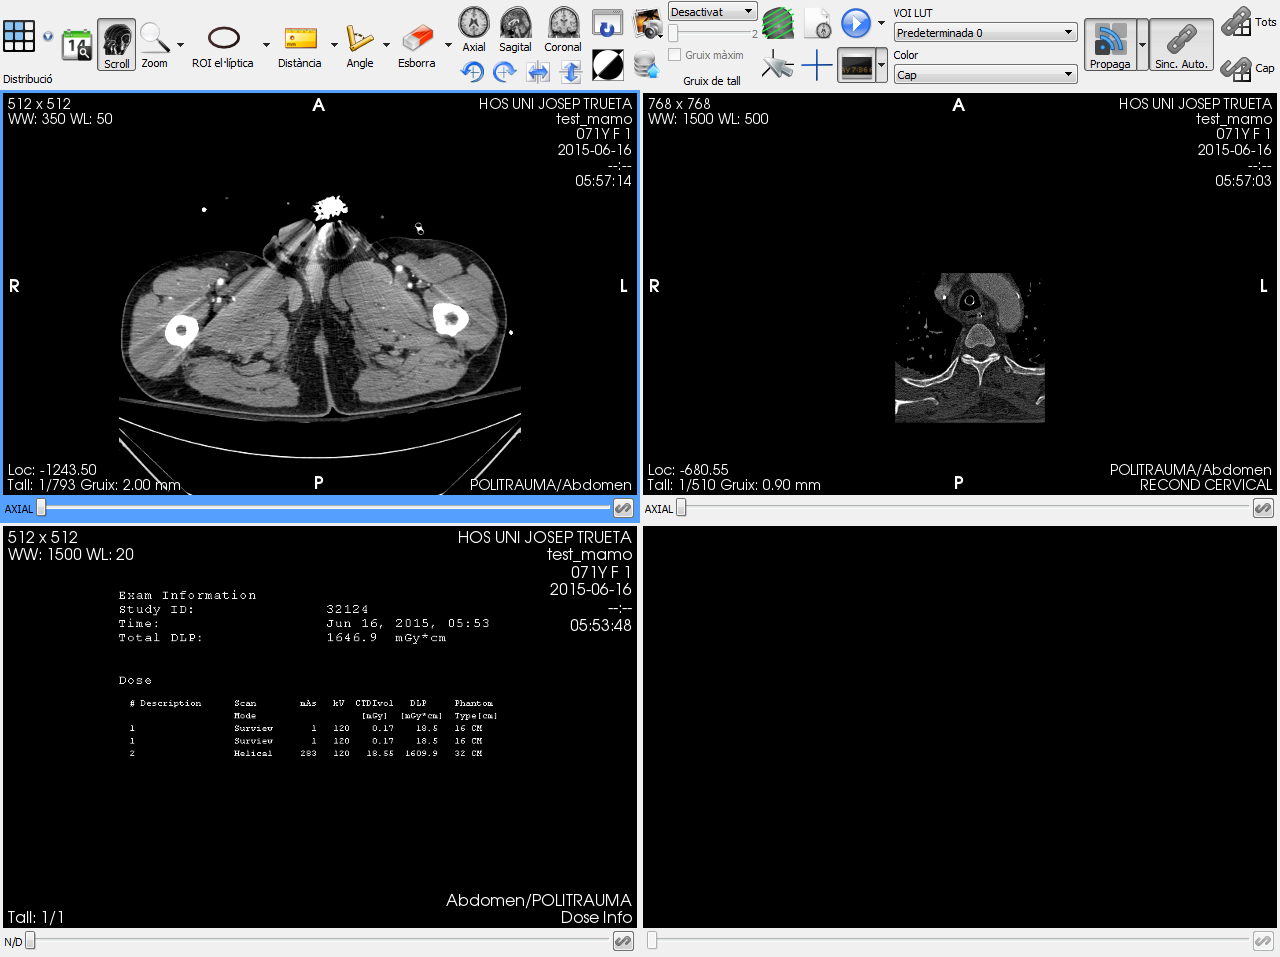 Distribució
14
Scroll
Zoom
ROI el·líptica
Distància
Angle
Esborra
Axial
Sagital
Coronal
Desactivat
2
Gruix màxim
Gruix de tall
VOI LUT
Predeterminada 0
Color
Cap
Propaga
Sinc. Auto.
Tots
Cap
512 x 512
WW: 350 WL: 50
A
HOS UNI JOSEP TRUETA
test_mamo
071Y F 1
2015-06-16
--:--
05:57:14
R
L
Loc: -1243.50
Tall: 1/793 Gruix: 2.00 mm
P
POLITRAUMA/Abdomen
AXIAL
768 x 768
WW: 1500 WL: 500
A
HOS UNI JOSEP TRUETA
test_mamo
071Y F 1
2015-06-16
--:--
05:57:03
R
L
Loc: -680.55
Tall: 1/510 Gruix: 0.90 mm
P
POLITRAUMA/Abdomen
RECOND CERVICAL
AXIAL
512 x 512
WW: 1500 WL: 20
HOS UNI JOSEP TRUETA
test_mamo
071Y F 1
2015-06-16
--:--
05:53:48
Exam Information
Study ID: 32124
Time: Jun 16, 2015, 05:53
Total DLP: 1646.9 mGy*cm
Dose
# Description Scan mAs kV CTDIvol DLP Phantom
Mode [mGy] [mGy*cm] Type[cm]
1 Surview 1 120 0.17 18.5 16 CM
1 Surview 1 120 0.17 18.5 16 CM
2 Helical 283 120 18.55 1609.9 32 CM
Abdomen/POLITRAUMA
Tall: 1/1
Dose Info
N/D